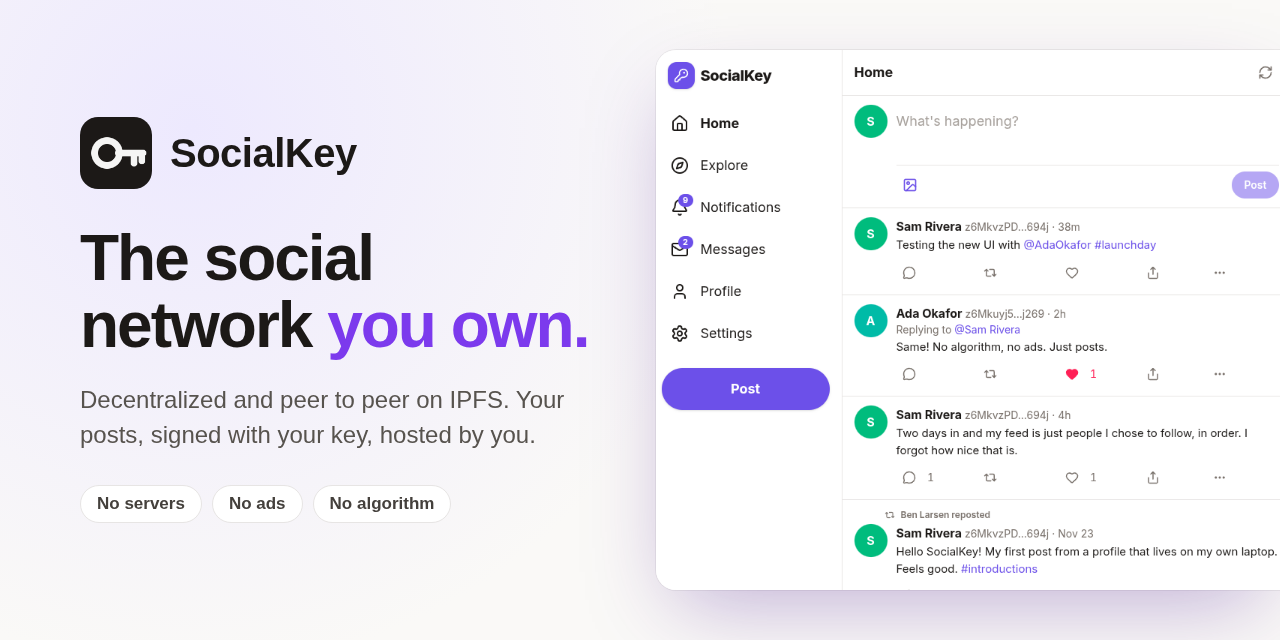 SocialKey
The social
network you own.
Decentralized and peer to peer on IPFS. Your
posts, signed with your key, hosted by you.
No servers
No ads
No algorithm
SocialKey
Home
Explore
9
Notifications
2
Messages
Profile
Settings
Post
Home
S
What's happening?
Post
S
Sam Rivera z6MkvzPD...694j · 38m
Testing the new UI with @AdaOkafor #launchday
A
Ada Okafor z6Mkuyj5...j269 · 2h
Replying to @Sam Rivera
Same! No algorithm, no ads. Just posts.
1
S
Sam Rivera z6MkvzPD...694j · 4h
Two days in and my feed is just people I chose to follow, in order. I
forgot how nice that is.
1 1
Ben Larsen reposted
S
Sam Rivera z6MkvzPD...694j · Nov 23
Hello SocialKey! My first post from a profile that lives on my own laptop.
Feels good. #introductions